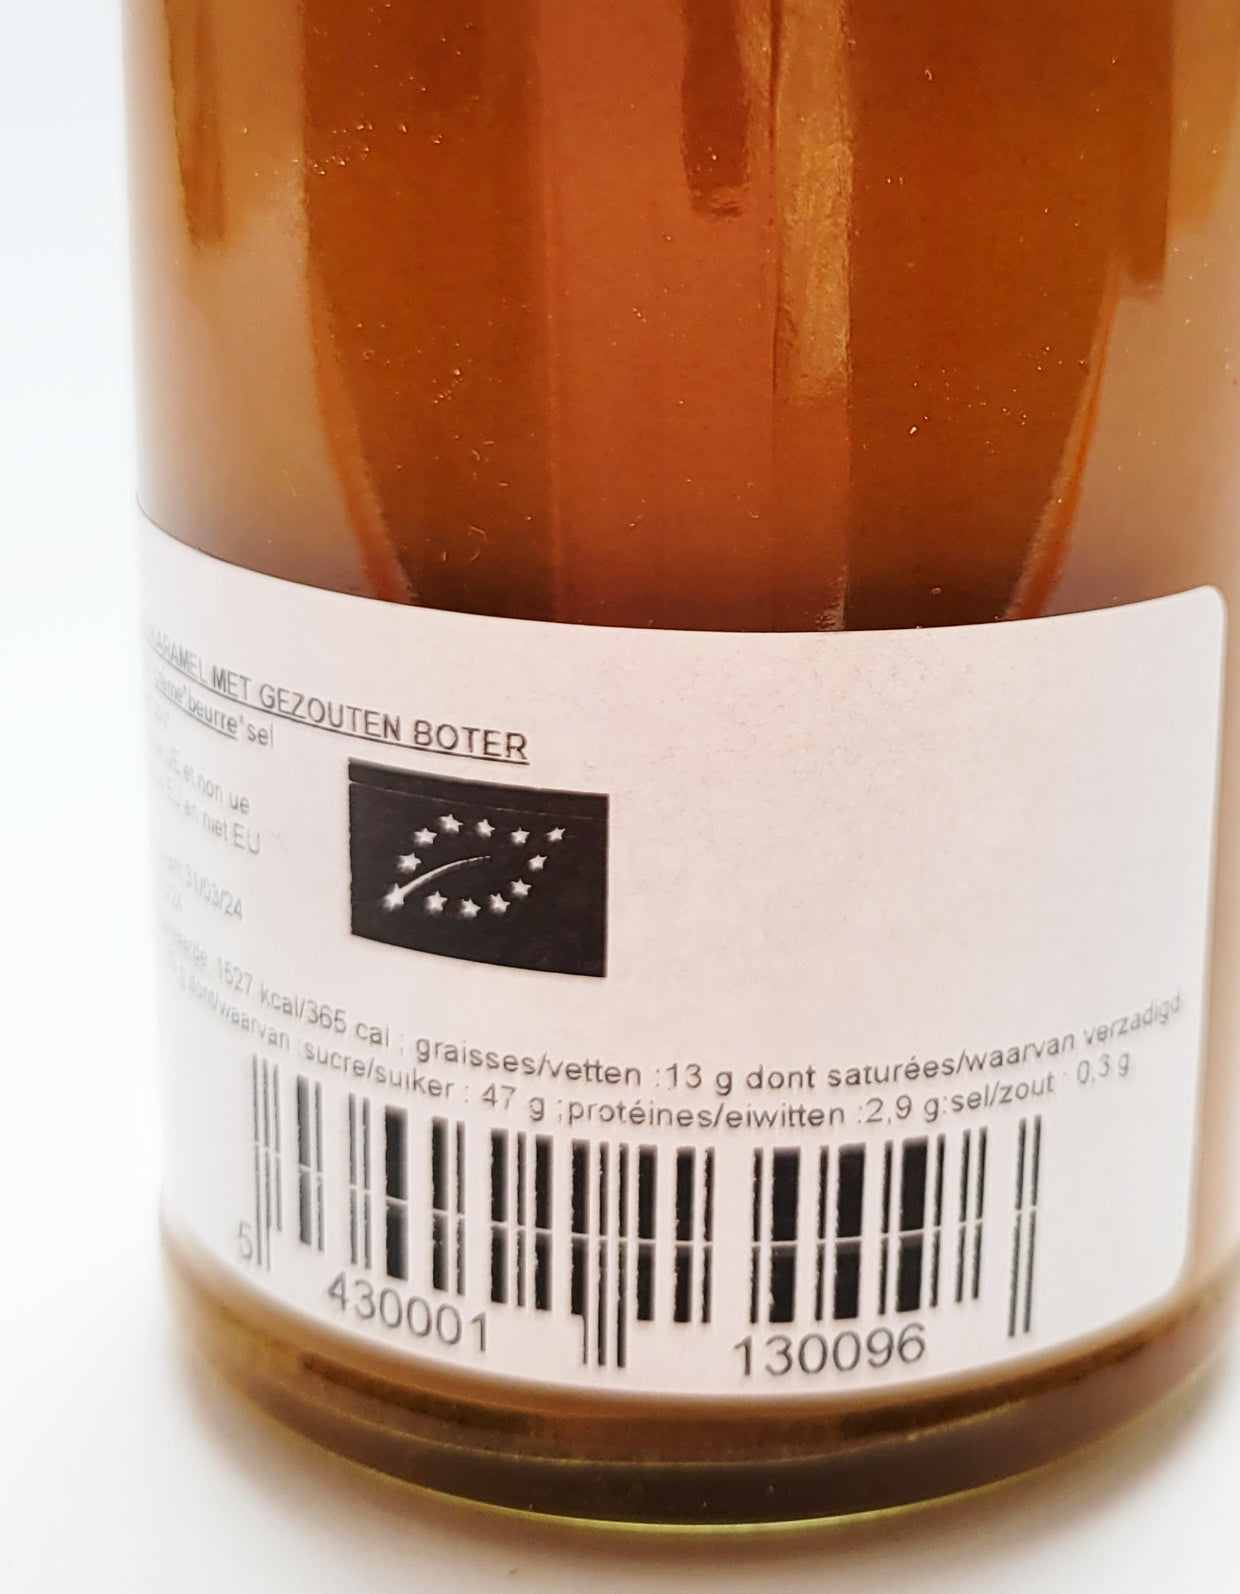 KARAMEL MET GEZOUTEN BOTER
crème*beurre*sel
UE et non ue
EU en niet EU
31/03/24
1527 kcal/365 cal ; graisses/vetten :13 g dont saturées/waarvan verzadigd:
g dont/waarvan :sucre/suiker : 47 g ;protéines/eiwitten :2,9 g:sel/zout : 0,3 g
5 430001 130096